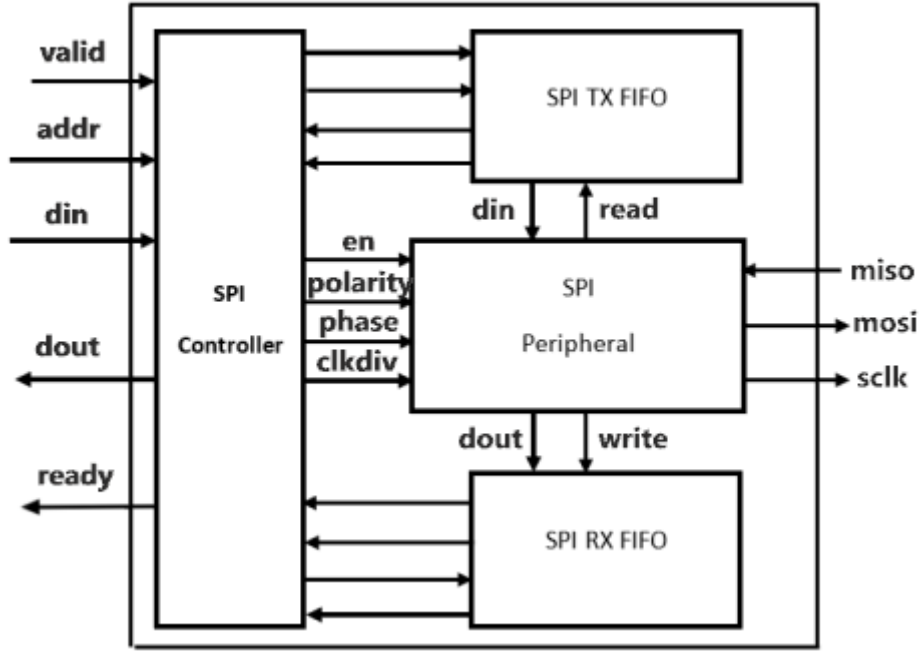 valid
addr
din
dout
ready
SPI
Controller
SPI TX FIFO
din
read
en
polarity
phase
clkdiv
SPI
Peripheral
miso
mosi
sclk
dout
write
SPI RX FIFO